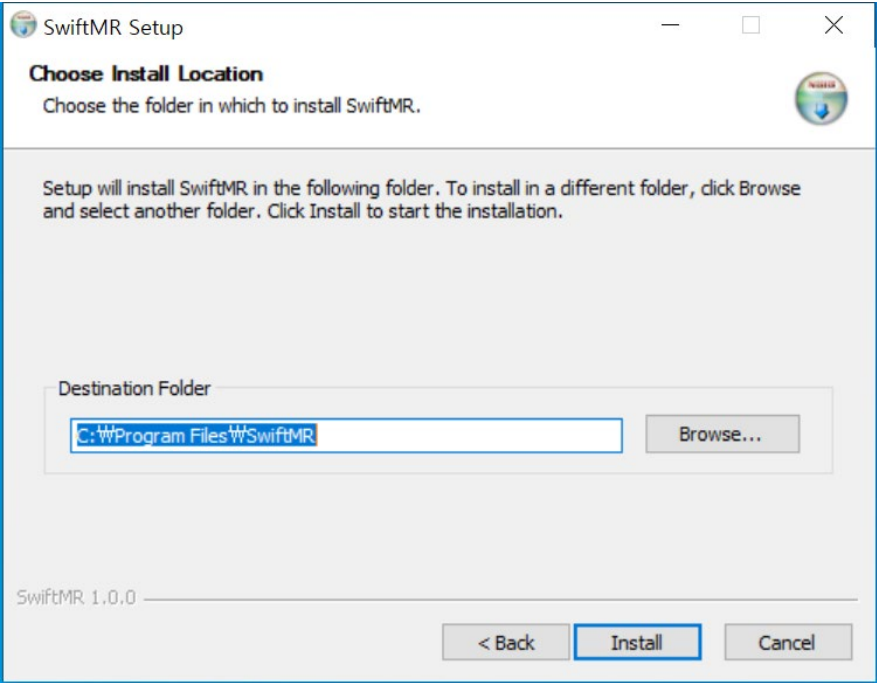 SwiftMR Setup
Choose Install Location
Choose the folder in which to install SwiftMR.
Setup will install SwiftMR in the following folder. To install in a different folder, click Browse
and select another folder. Click Install to start the installation.
Destination Folder
C:₩Program Files₩SwiftMR
Browse...
SwiftMR 1.0.0
< Back
Install
Cancel